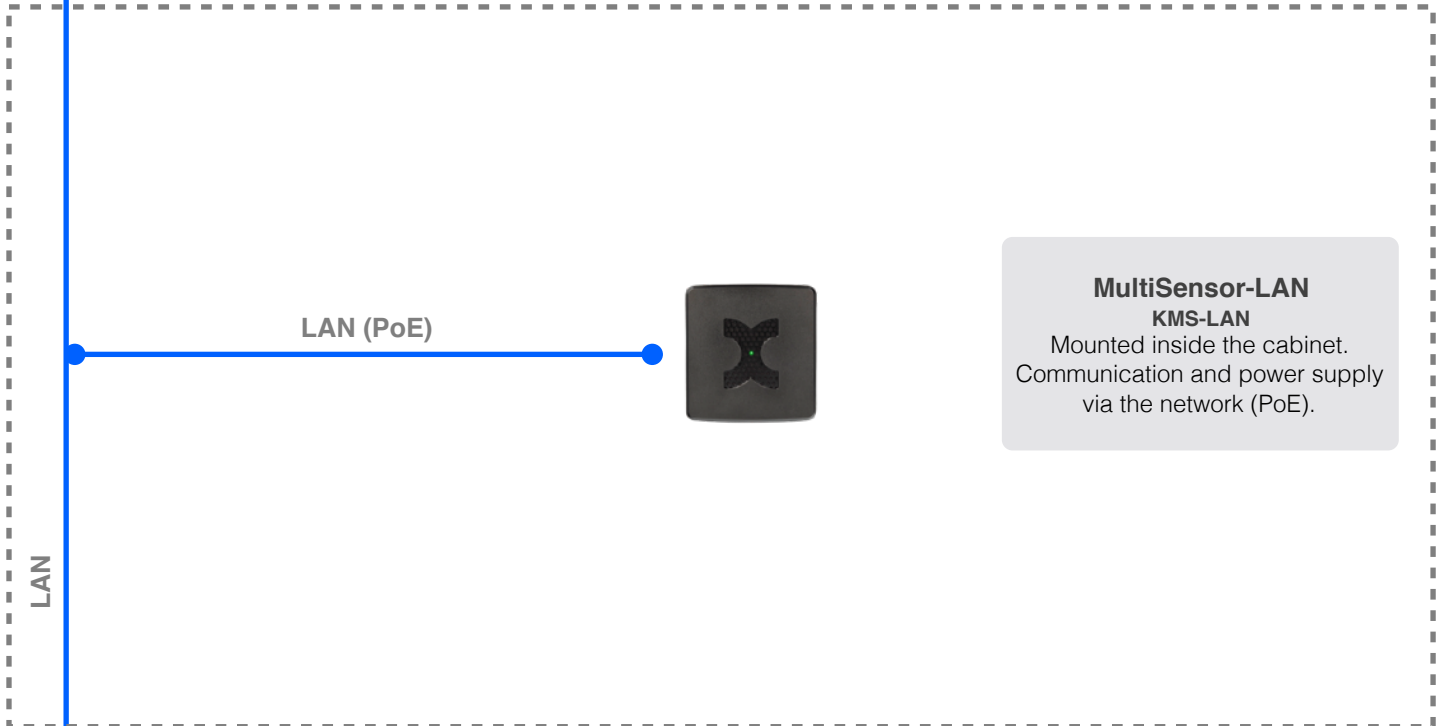 LAN (PoE)
MultiSensor-LAN
KMS-LAN
Mounted inside the cabinet.
Communication and power supply
via the network (PoE).
LAN